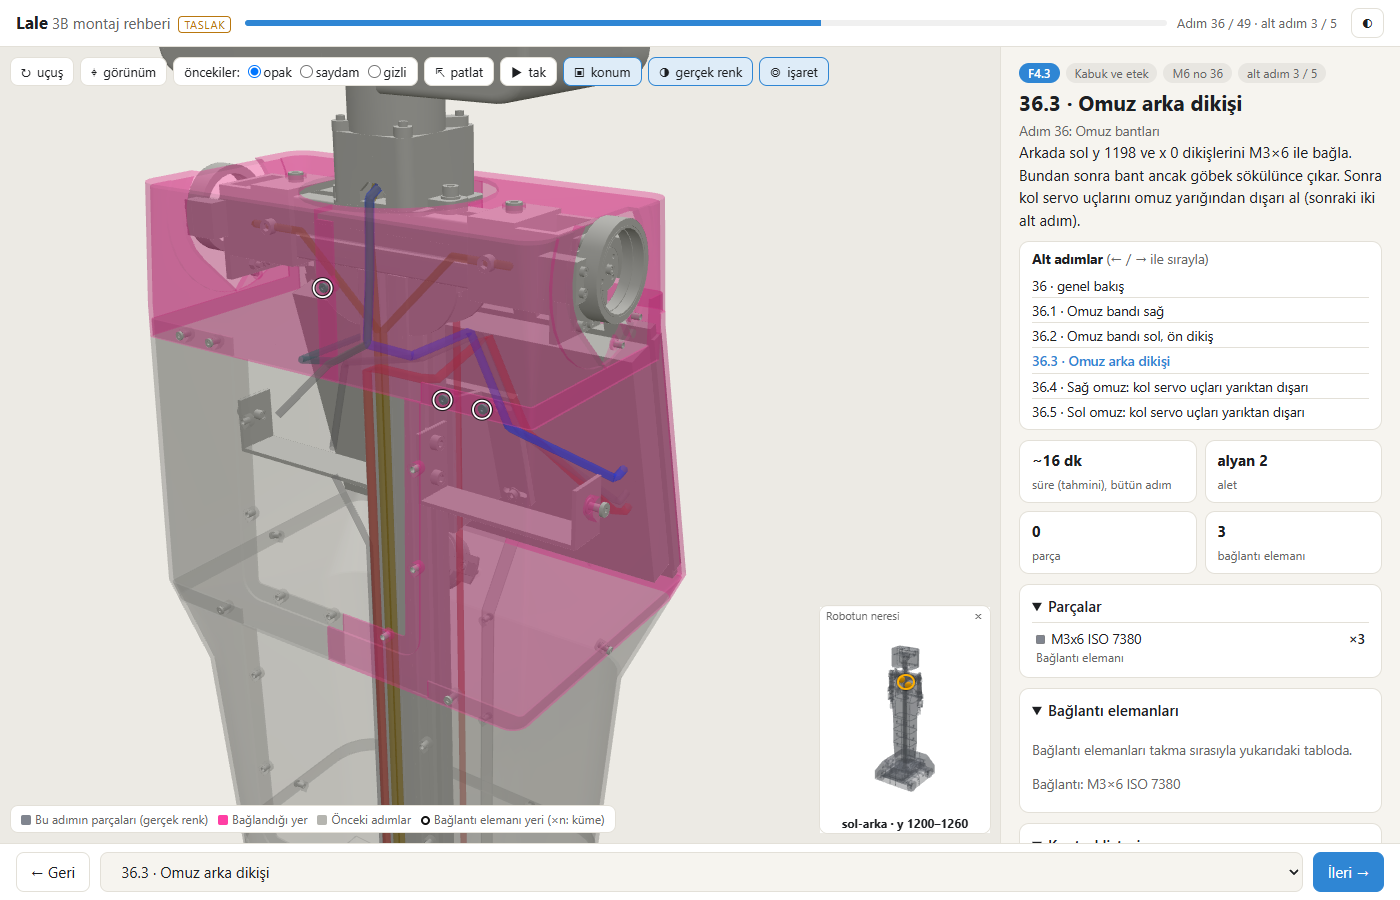 Lale 3B montaj rehberi TASLAK
Adım 36 / 49 · alt adım 3 / 5
↻ uçuş
⌖ görünüm
öncekiler: opak saydam gizli
⇱ patlat
▶ tak
▣ konum
◑ gerçek renk
◎ işaret
F4.3 Kabuk ve etek M6 no 36 alt adım 3 / 5
36.3 · Omuz arka dikişi
Adım 36: Omuz bantları
Arkada sol y 1198 ve x 0 dikişlerini M3×6 ile bağla.
Bundan sonra bant ancak göbek sökülünce çıkar. Sonra
kol servo uçlarını omuz yarığından dışarı al (sonraki iki
alt adım).
Alt adımlar (← / → ile sırayla)
36 · genel bakış
36.1 · Omuz bandı sağ
36.2 · Omuz bandı sol, ön dikiş
36.3 · Omuz arka dikişi
36.4 · Sağ omuz: kol servo uçları yarıktan dışarı
36.5 · Sol omuz: kol servo uçları yarıktan dışarı
~16 dk
süre (tahmini), bütün adım
alyan 2
alet
0
parça
3
bağlantı elemanı
▼ Parçalar
M3x6 ISO 7380 ×3
Bağlantı elemanı
▼ Bağlantı elemanları
Bağlantı elemanları takma sırasıyla yukarıdaki tabloda.
Bağlantı: M3×6 ISO 7380
Robotun neresi ×
sol-arka · y 1200–1260
Bu adımın parçaları (gerçek renk) Bağlandığı yer Önceki adımlar Bağlantı elemanı yeri (×n: küme)
← Geri
36.3 · Omuz arka dikişi
İleri →